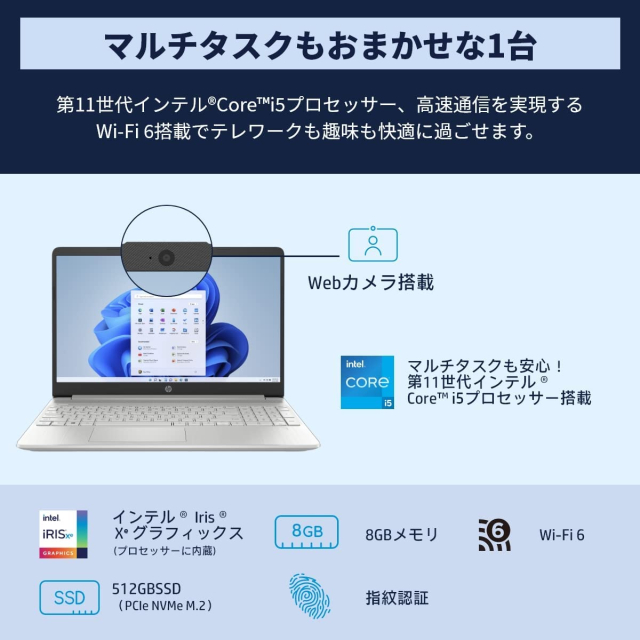 マルチタスクもおまかせな1台
第11世代インテル®Core™i5プロセッサー、高速通信を実現する
Wi-Fi 6搭載でテレワークも趣味も快適に過ごせます。
Webカメラ搭載
intel
CORE
i5
マルチタスクも安心！
第11世代インテル®
Core™ i5プロセッサー搭載
hp
intel
iRISxe
GRAPHICS
インテル® Iris®
Xe グラフィックス
(プロセッサーに内蔵)
8GB
8GBメモリ
6
Wi-Fi 6
SSD
512GBSSD
（PCIe NVMe M.2）
指紋認証